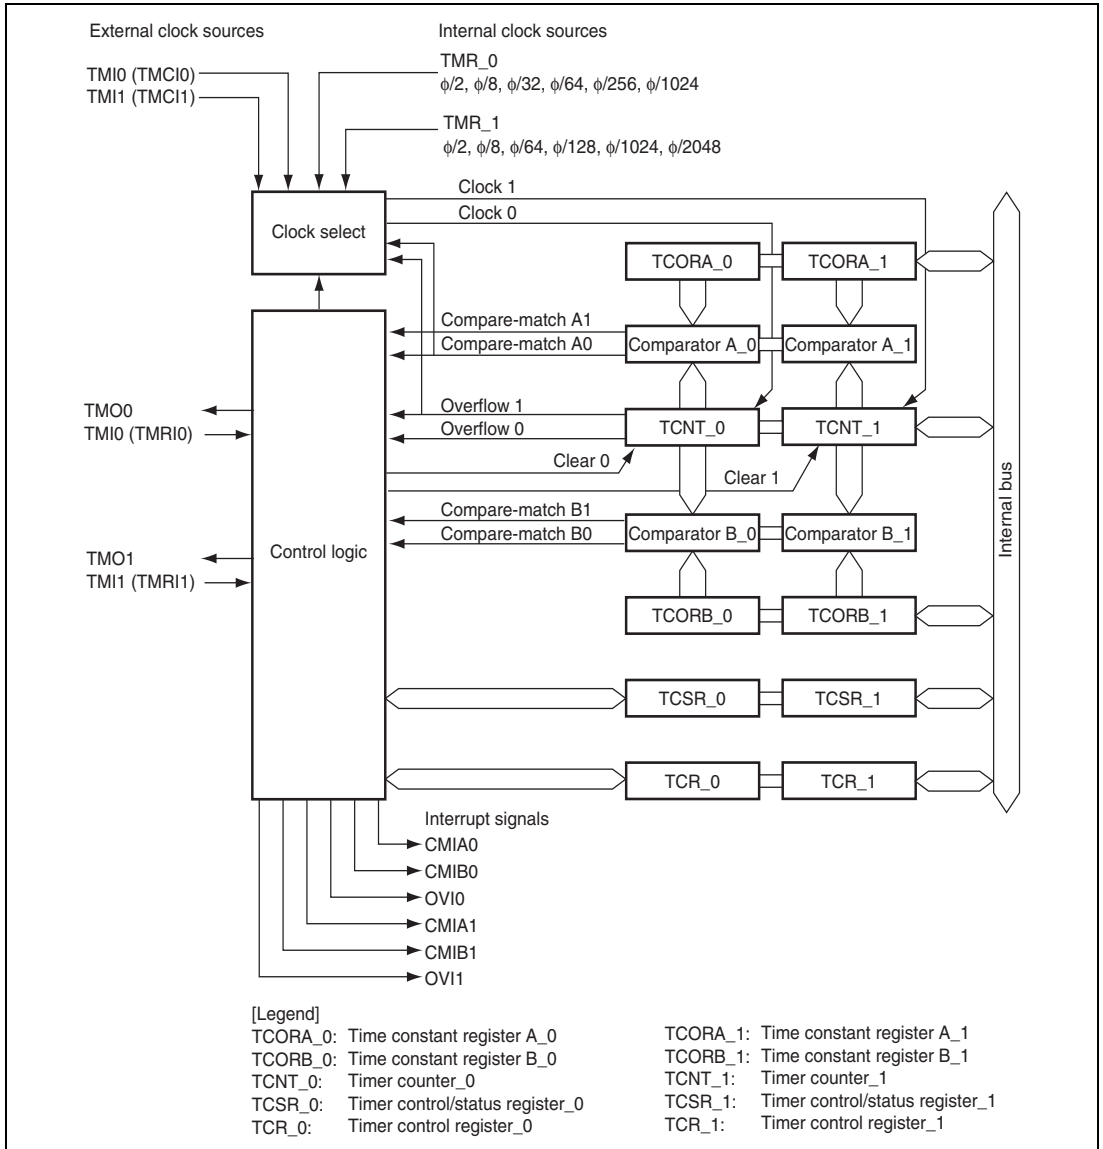 External clock sources
Internal clock sources
TMI0 (TMCI0)
TMI1 (TMCI1)
TMR_0
ϕ/2, ϕ/8, ϕ/32, ϕ/64, ϕ/256, ϕ/1024
TMR_1
ϕ/2, ϕ/8, ϕ/64, ϕ/128, ϕ/1024, ϕ/2048
Clock 1
Clock 0
Clock select
TCORA_0
TCORA_1
Compare-match A1
Compare-match A0
Comparator A_0
Comparator A_1
TMO0
TMI0 (TMRI0)
Overflow 1
Overflow 0
TCNT_0
TCNT_1
Clear 0
Clear 1
Internal bus
Compare-match B1
Compare-match B0
Comparator B_0
Comparator B_1
Control logic
TMO1
TMI1 (TMRI1)
TCORB_0
TCORB_1
TCSR_0
TCSR_1
TCR_0
TCR_1
Interrupt signals
CMIA0
CMIB0
OVI0
CMIA1
CMIB1
OVI1
[Legend]
TCORA_0: Time constant register A_0
TCORB_0: Time constant register B_0
TCNT_0: Timer counter_0
TCSR_0: Timer control/status register_0
TCR_0: Timer control register_0
TCORA_1: Time constant register A_1
TCORB_1: Time constant register B_1
TCNT_1: Timer counter_1
TCSR_1: Timer control/status register_1
TCR_1: Timer control register_1